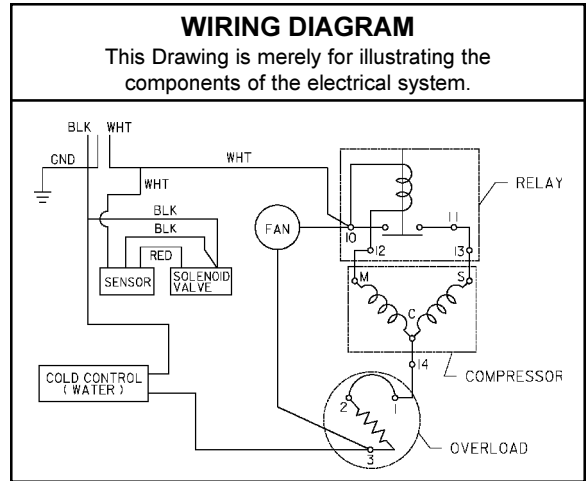 WIRING DIAGRAM
This Drawing is merely for illustrating the
components of the electrical system.
BLK WHT
GND
WHT
WHT
BLK
BLK
RED
SENSOR
SOLENOID
VALVE
FAN
RELAY
10
11
12
13
M
S
C
14
COMPRESSOR
COLD CONTROL
( WATER )
2
1
3
OVERLOAD